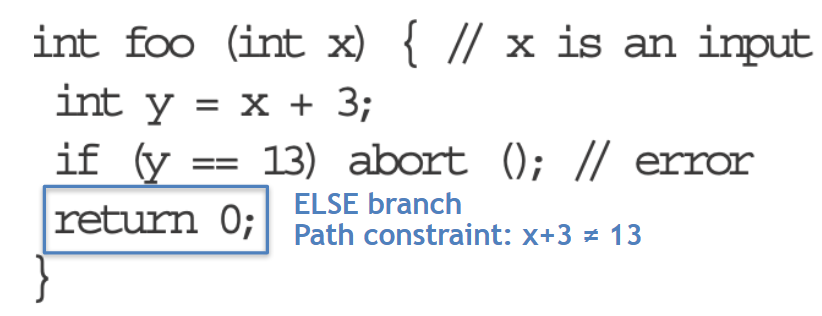 int foo (int x) { // x is an input
int y = x + 3;
if (y == 13) abort (); // error
return 0;
ELSE branch
Path constraint: x+3 ≠ 13
}